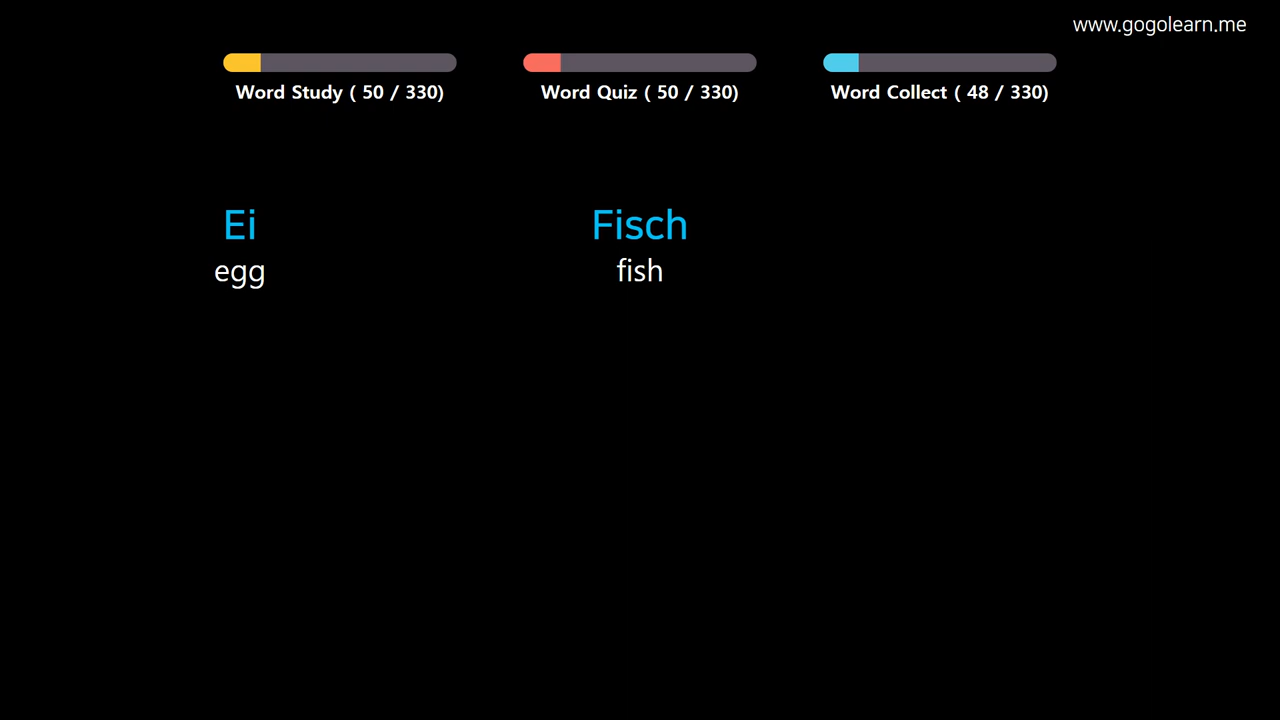 www.gogolearn.me
Word Study ( 50 / 330)
Word Quiz ( 50 / 330)
Word Collect ( 48 / 330)
Ei
egg
Fisch
fish